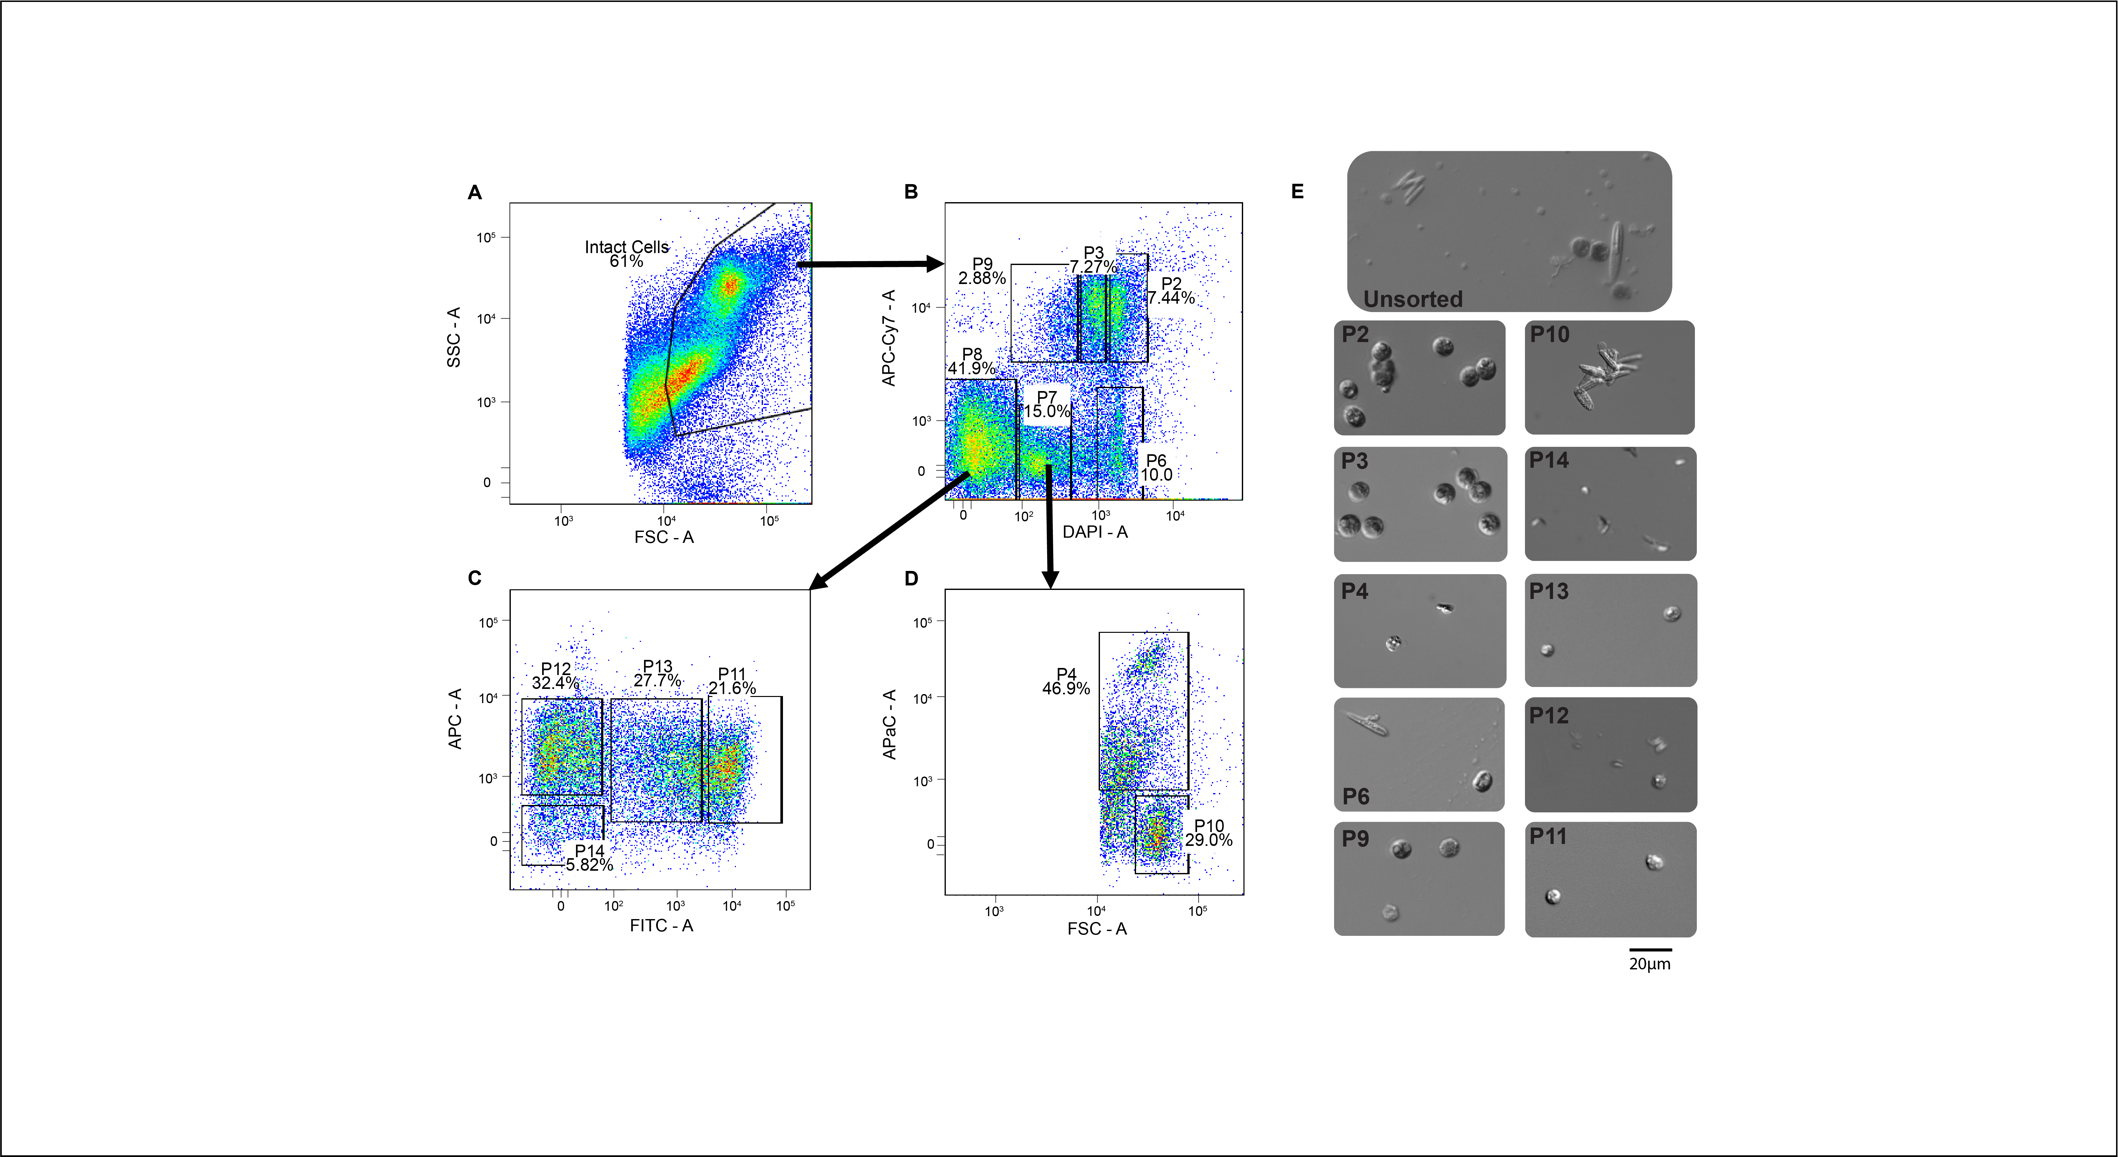 A
Intact Cells
61%
10⁵
10⁴
10³
0
SSC - A
10³
10⁴
10⁵
FSC - A
B
P9
2.88%
P3
7.27%
P2
7.44%
P8
41.9%
P7
15.0%
P6
10.0
10⁴
10³
0
APC-Cy7 - A
0
10²
10³
10⁴
DAPI - A
C
P12
32.4%
P13
27.7%
P11
21.6%
P14
5.82%
10⁵
10⁴
10³
0
APC - A
0
10²
10³
10⁴
10⁵
FITC - A
D
P4
46.9%
P10
29.0%
10⁵
10⁴
10³
0
APaC - A
10³
10⁴
10⁵
FSC - A
E
Unsorted
P2
P10
P3
P14
P4
P13
P6
P12
P9
P11
20µm